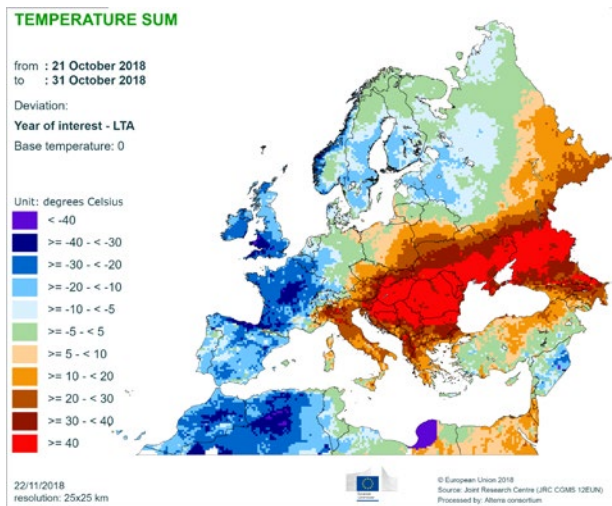 TEMPERATURE SUM
from : 21 October 2018
to : 31 October 2018
Deviation:
Year of interest - LTA
Base temperature: 0
Unit: degrees Celsius
< -40
>= -40 - < -30
>= -30 - < -20
>= -20 - < -10
>= -10 - < -5
>= -5 - < 5
>= 5 - < 10
>= 10 - < 20
>= 20 - < 30
>= 30 - < 40
>= 40
22/11/2018
resolution: 25x25 km
© European Union 2018
Source: Joint Research Centre (JRC CGMS 12EUN)
Processed by: Alterra consortium